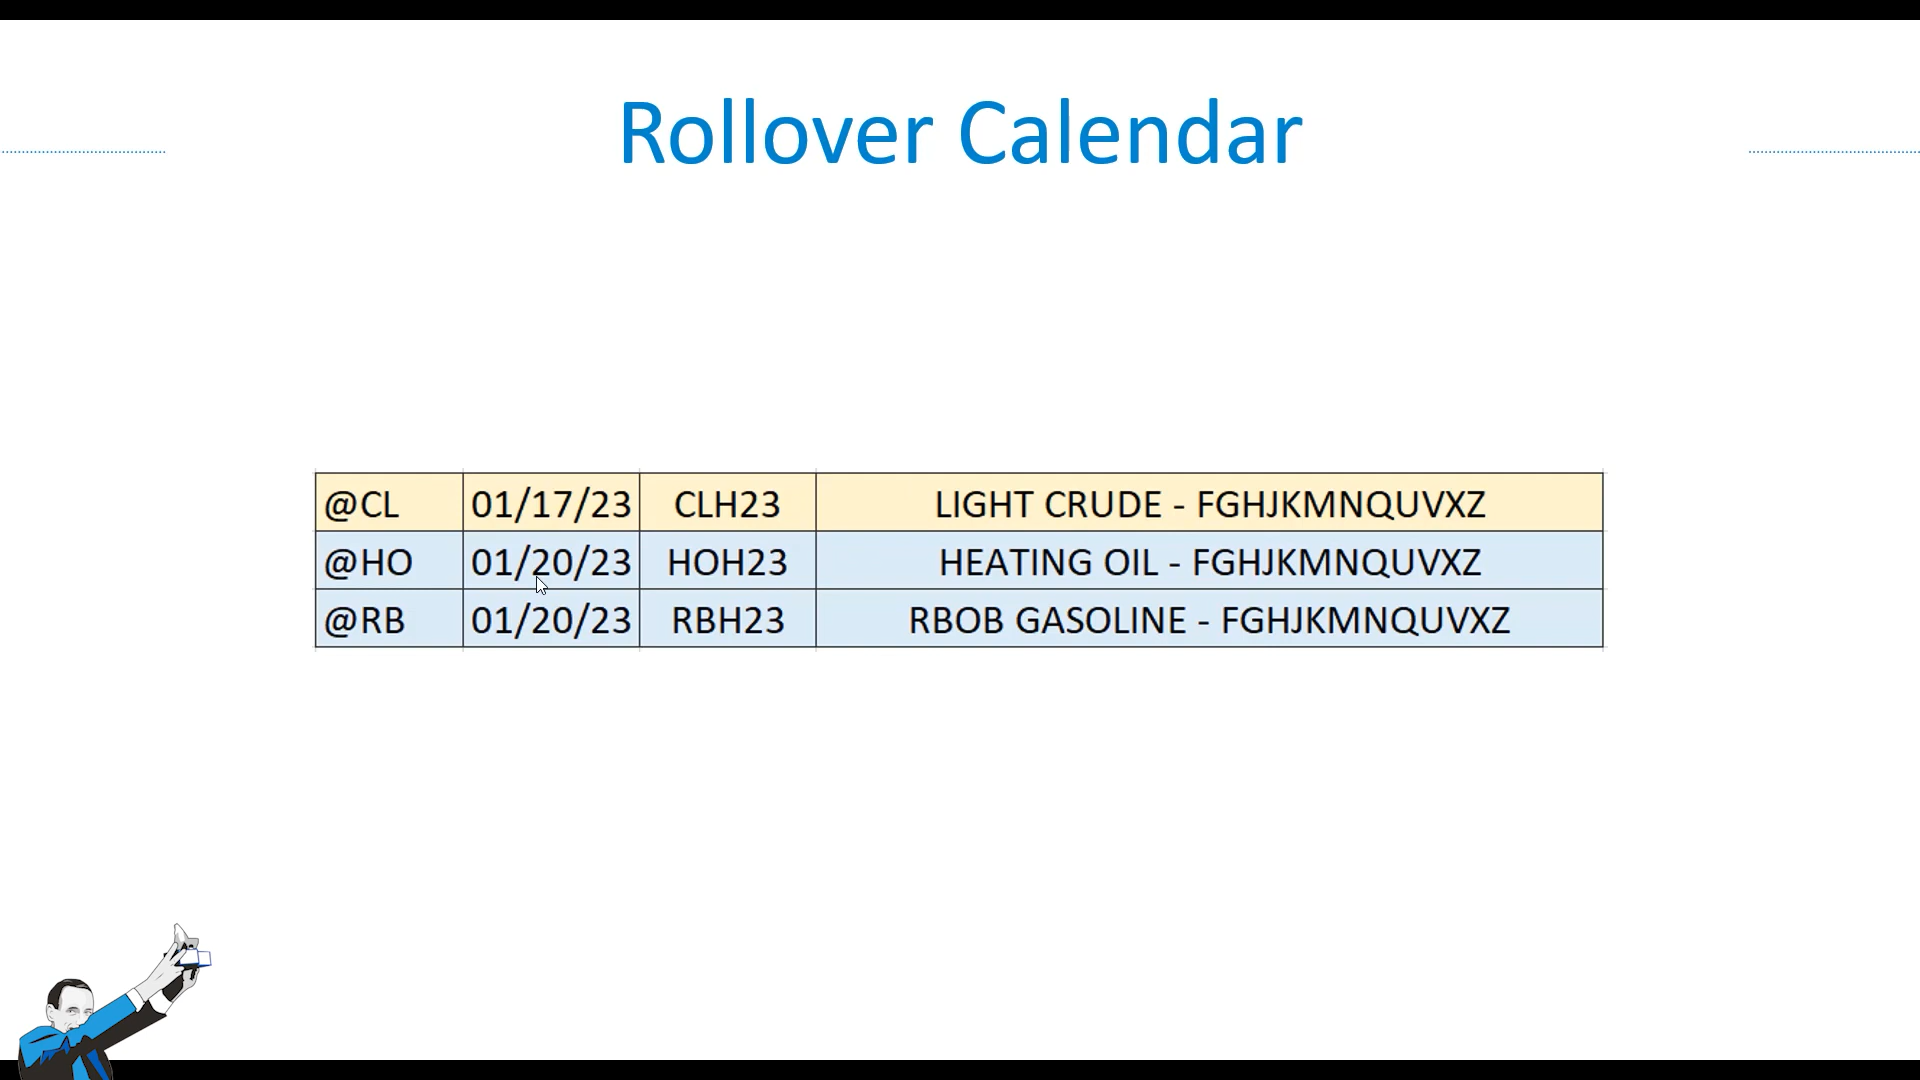 Rollover Calendar
@CL 01/17/23 CLH23 LIGHT CRUDE - FGHJKMNQUVXZ
@HO 01/20/23 HOH23 HEATING OIL - FGHJKMNQUVXZ
@RB 01/20/23 RBH23 RBOB GASOLINE - FGHJKMNQUVXZ